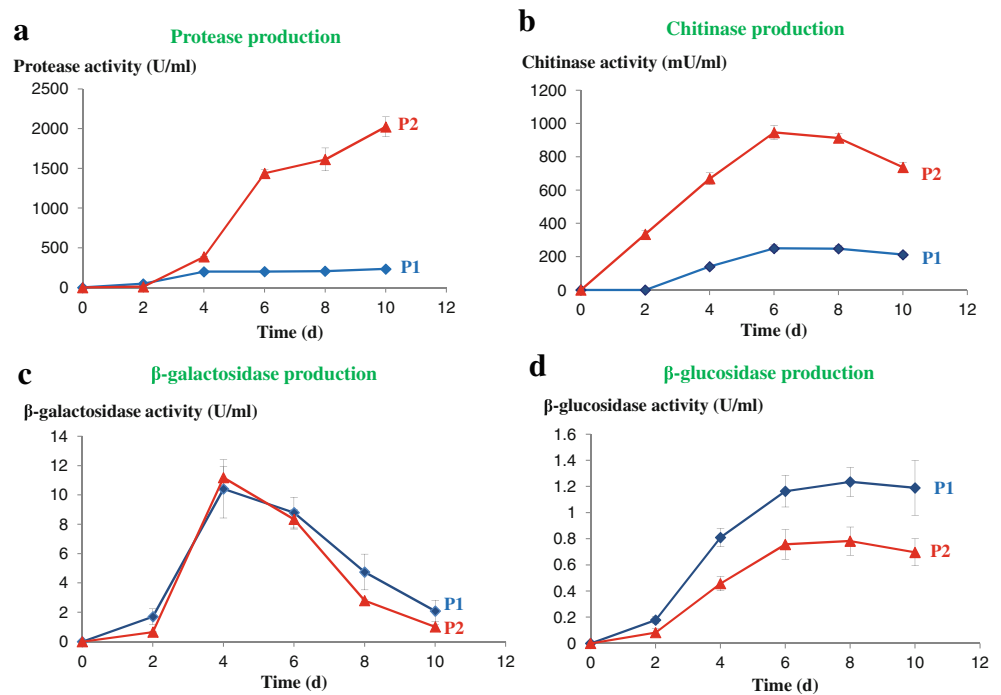 a
Protease production
Protease activity (U/ml)
2500
2000
1500
1000
500
0
0 2 4 6 8 10 12
Time (d)
P2
P1
b
Chitinase production
Chitinase activity (mU/ml)
1200
1000
800
600
400
200
0
0 2 4 6 8 10 12
Time (d)
P2
P1
c
β-galactosidase production
β-galactosidase activity (U/ml)
14
12
10
8
6
4
2
0
0 2 4 6 8 10 12
Time (d)
P1
P2
d
β-glucosidase production
β-glucosidase activity (U/ml)
1.6
1.4
1.2
1
0.8
0.6
0.4
0.2
0
0 2 4 6 8 10 12
Time (d)
P1
P2